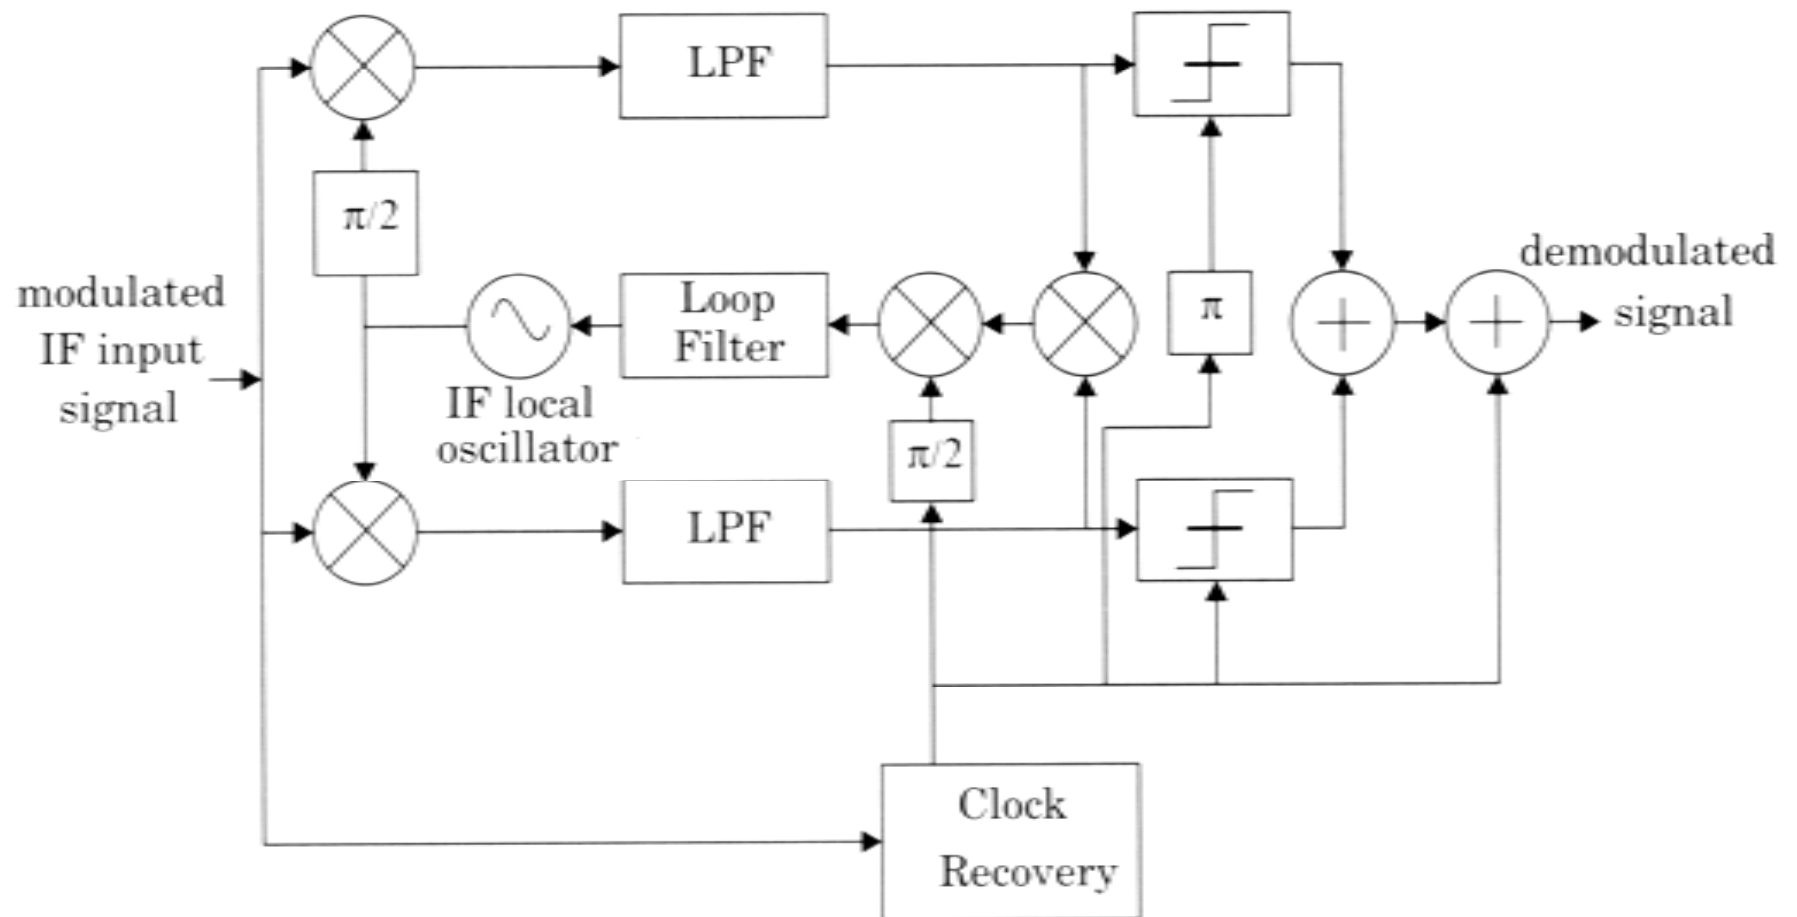 LPF
π/2
modulated
IF input
signal
IF local
oscillator
Loop
Filter
π/2
π
demodulated
signal
LPF
Clock
Recovery